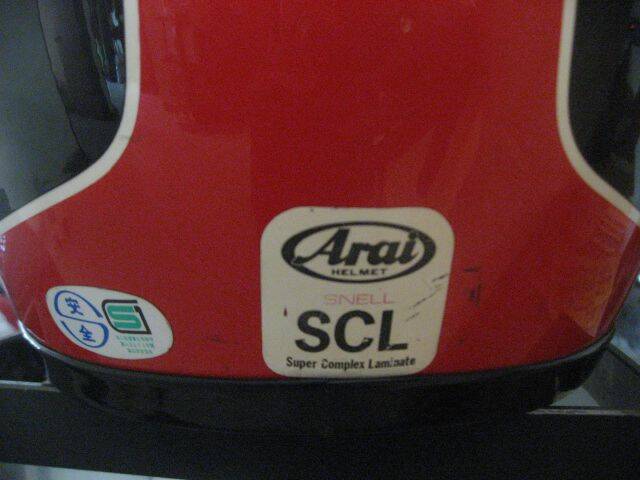 Arai
HELMET
SNELL
SCL
Super Complex Laminate
安
全